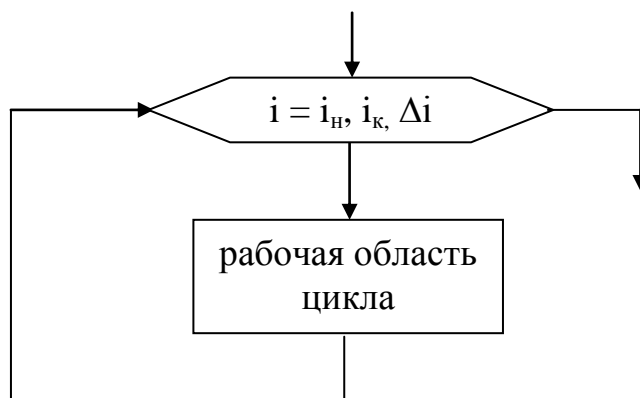 i = iн, iк, Δi
рабочая область
цикла